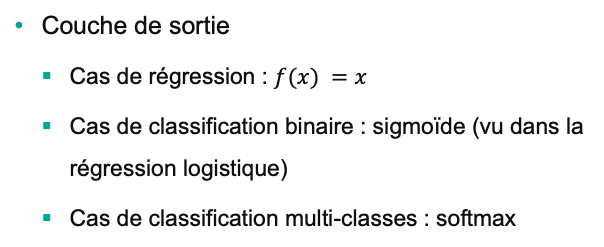 • Couche de sortie
▪ Cas de régression : f(x) = x
▪ Cas de classification binaire : sigmoïde (vu dans la
régression logistique)
▪ Cas de classification multi-classes : softmax